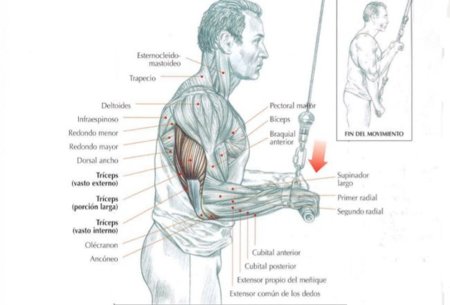 Esternocleido-
mastoideo
Trapecio
Deltoides
Infraespinoso
Redondo menor
Redondo mayor
Dorsal ancho
Tríceps
(vasto externo)
Tríceps
(porción larga)
Tríceps
(vasto interno)
Olécranon
Ancóneo
Pectoral mayor
Bíceps
Braquial
anterior
FIN DEL MOVIMIENTO
Supinador
largo
Primer radial
Segundo radial
Cubital anterior
Cubital posterior
Extensor propio del meñique
Extensor común de los dedos